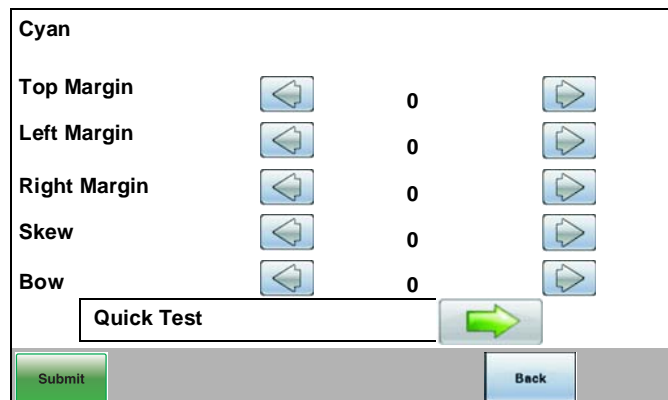 Cyan
Top Margin 0
Left Margin 0
Right Margin 0
Skew 0
Bow 0
Quick Test
Submit Back